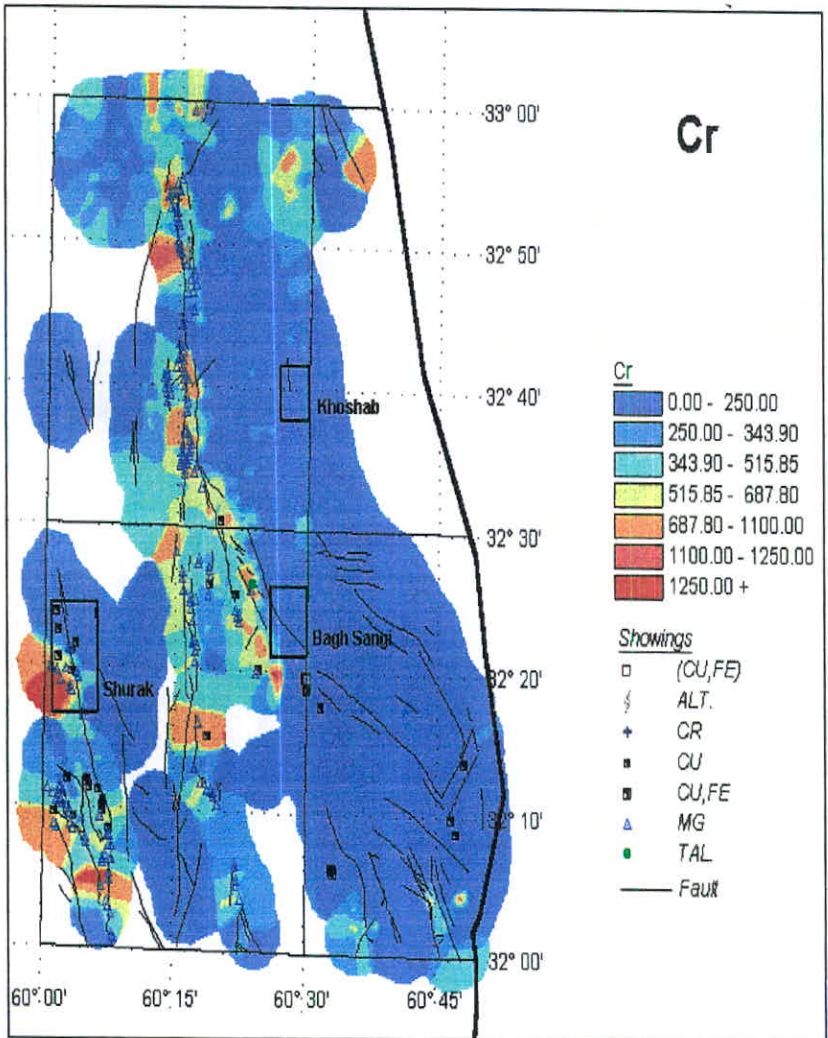 Cr
33° 00'
32° 50'
32° 40'
Khoshab
32° 30'
Bagh Sangi
32° 20'
Shurak
32° 10'
32° 00'
60° 00'
60° 15'
60° 30'
60° 45'
Cr
0.00 - 250.00
250.00 - 343.90
343.90 - 515.85
515.85 - 687.80
687.80 - 1100.00
1100.00 - 1250.00
1250.00 +
Showings
(CU,FE)
ALT.
CR
CU
CU,FE
MG
TAL.
Fault